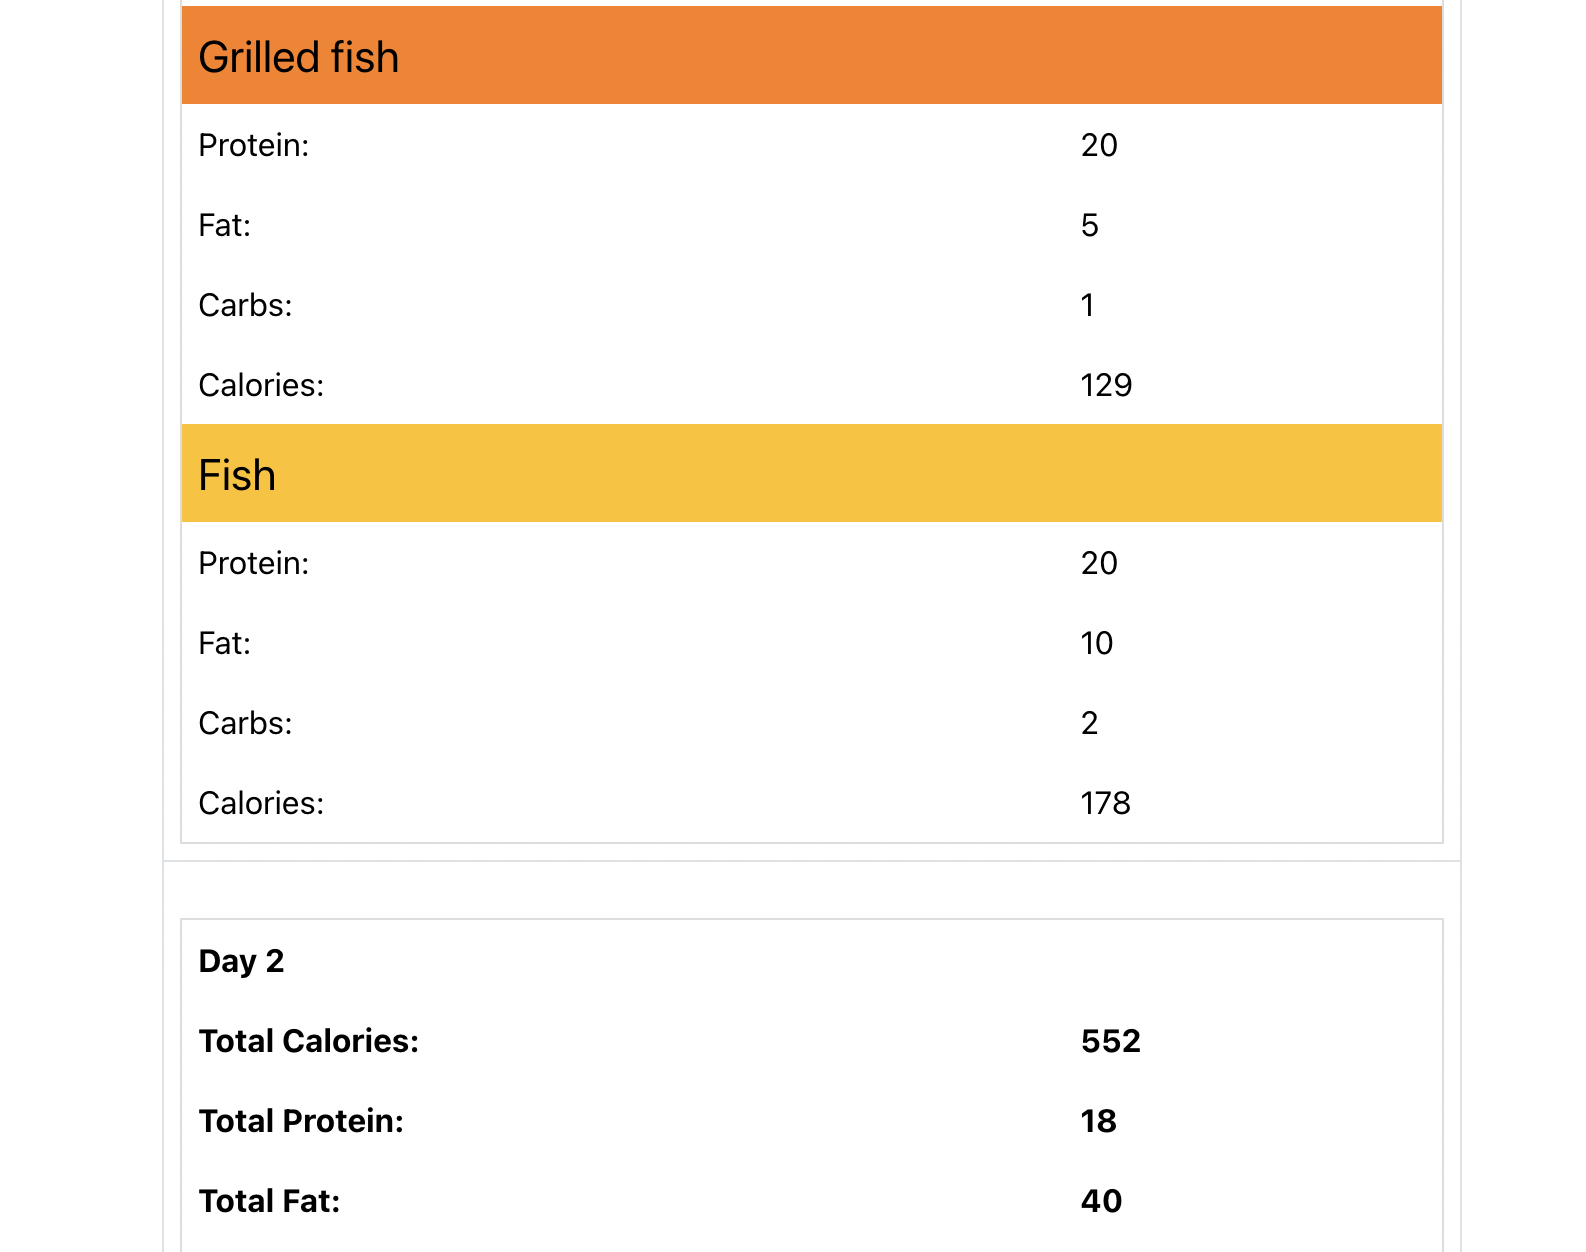 Grilled fish
Protein: 20
Fat: 5
Carbs: 1
Calories: 129
Fish
Protein: 20
Fat: 10
Carbs: 2
Calories: 178
Day 2
Total Calories: 552
Total Protein: 18
Total Fat: 40